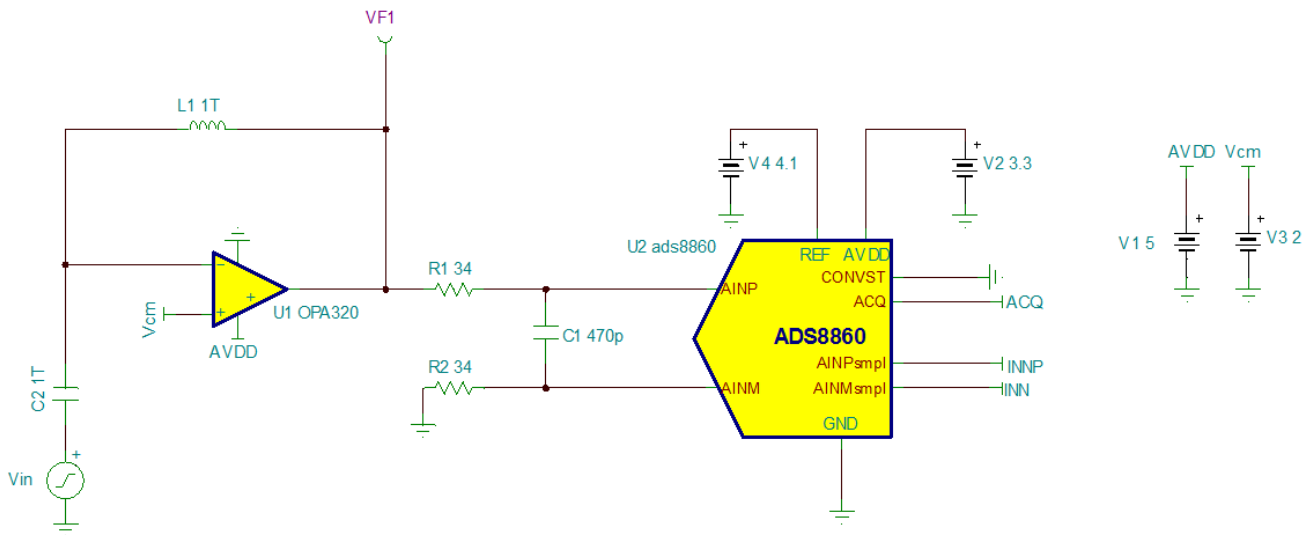 VF1
L1 1T
V4 4.1
V2 3.3
AVDD Vcm
V1 5
V3 2
U2 ads8860
REF AVDD
CONVST
ACQ
ACQ
ADS8860
AINP
AINM
AINPsmpl
INNP
AINMsmpl
INN
GND
R1 34
C1 470p
R2 34
−
+
+
U1 OPA320
Vcm
AVDD
C2 1T
Vin
+
+
+
+
+